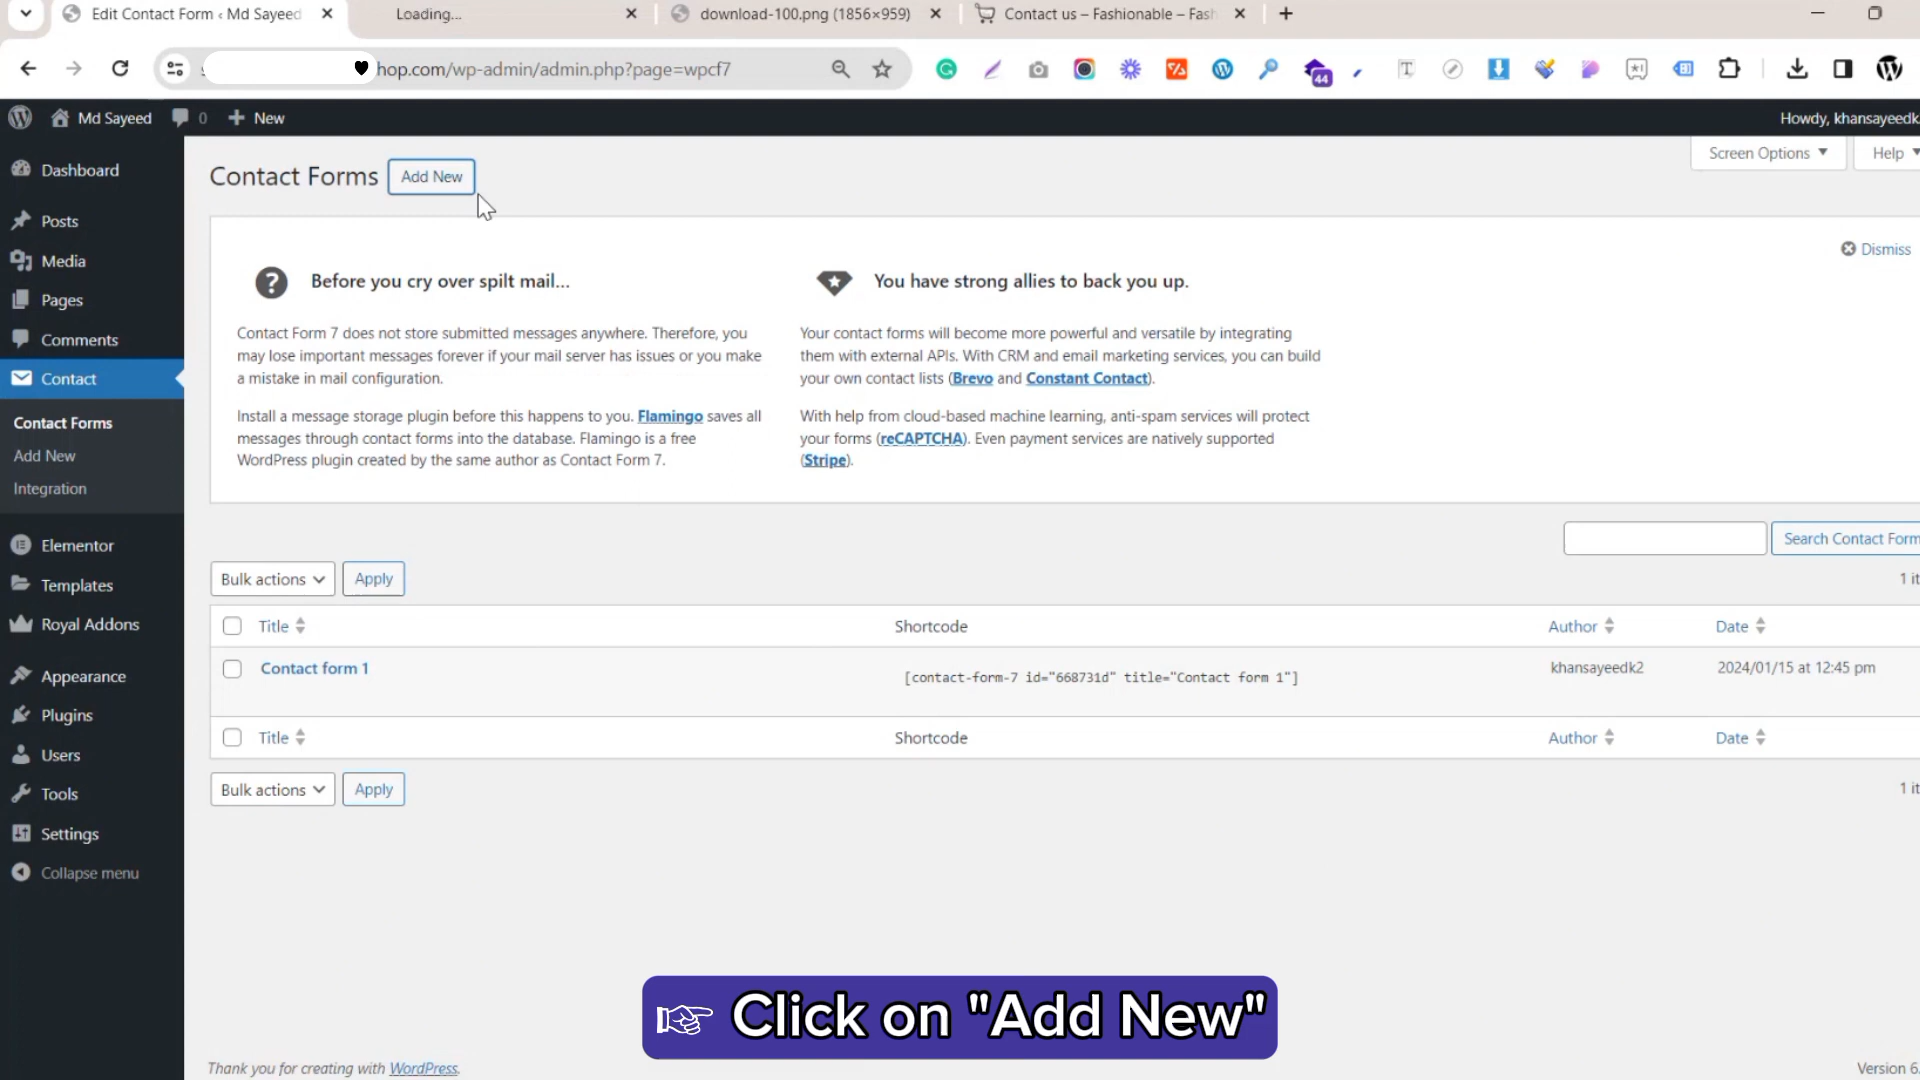 Edit Contact Form ‹ Md Sayeed
Loading...
download-100.png (1856×959)
Contact us – Fashionable – Fash
hop.com/wp-admin/admin.php?page=wpcf7
44
Md Sayeed
0
New
Howdy, khansayeedk
Dashboard
Posts
Media
Pages
Comments
Contact
Contact Forms
Add New
Integration
Elementor
Templates
Royal Addons
Appearance
Plugins
Users
Tools
Settings
Collapse menu
Contact Forms
Add New
Screen Options
Help
Dismiss
Before you cry over spilt mail…
Contact Form 7 does not store submitted messages anywhere. Therefore, you
may lose important messages forever if your mail server has issues or you make
a mistake in mail configuration.
Install a message storage plugin before this happens to you. Flamingo saves all
messages through contact forms into the database. Flamingo is a free
WordPress plugin created by the same author as Contact Form 7.
You have strong allies to back you up.
Your contact forms will become more powerful and versatile by integrating
them with external APIs. With CRM and email marketing services, you can build
your own contact lists (Brevo and Constant Contact).
With help from cloud-based machine learning, anti-spam services will protect
your forms (reCAPTCHA). Even payment services are natively supported
(Stripe).
Search Contact Form
Bulk actions
Apply
1 it
Title
Shortcode
Author
Date
Contact form 1
[contact-form-7 id="668731d" title="Contact form 1"]
khansayeedk2
2024/01/15 at 12:45 pm
Title
Shortcode
Author
Date
Bulk actions
Apply
1 it
Click on "Add New"
Thank you for creating with WordPress.
Version 6.